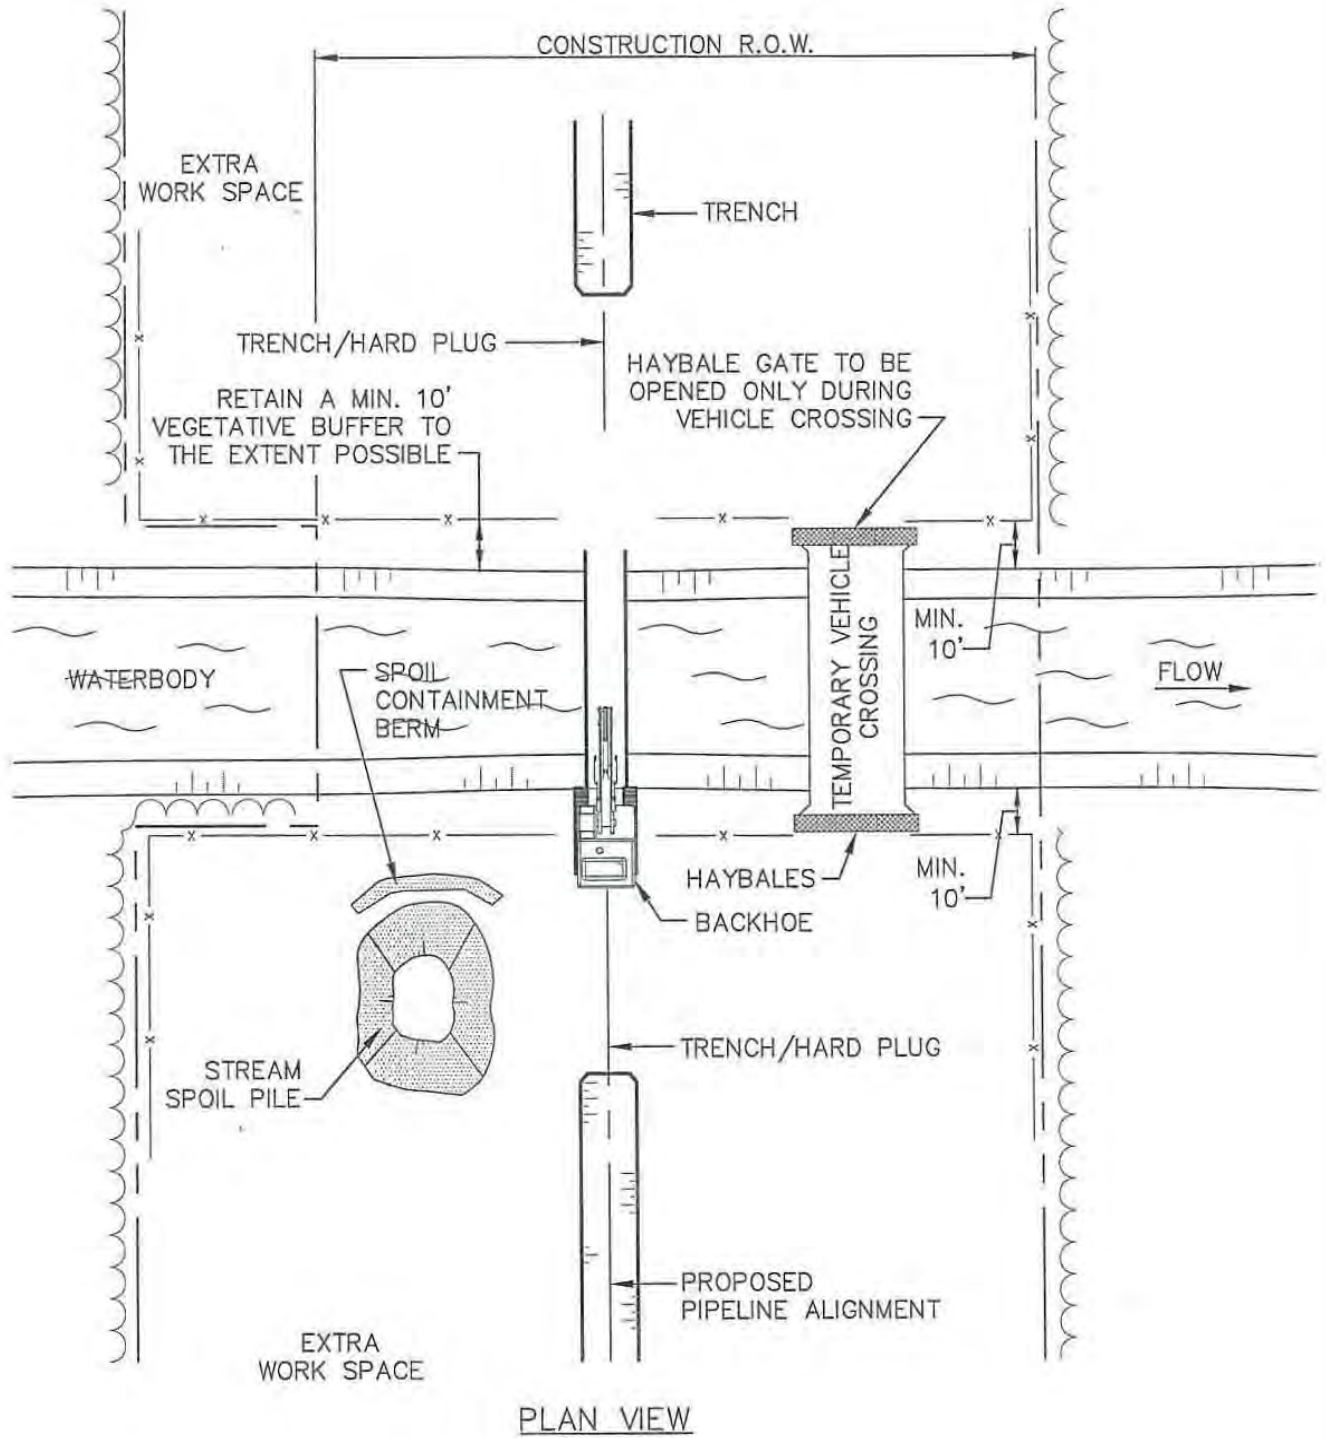 CONSTRUCTION R.O.W.
EXTRA
WORK SPACE
TRENCH
TRENCH/HARD PLUG
HAYBALE GATE TO BE
OPENED ONLY DURING
VEHICLE CROSSING
RETAIN A MIN. 10'
VEGETATIVE BUFFER TO
THE EXTENT POSSIBLE
TEMPORARY VEHICLE
CROSSING
MIN.
10'
WATERBODY
SPOIL
CONTAINMENT
BERM
FLOW
HAYBALES
MIN.
10'
BACKHOE
TRENCH/HARD PLUG
STREAM
SPOIL PILE
PROPOSED
PIPELINE ALIGNMENT
EXTRA
WORK SPACE
PLAN VIEW